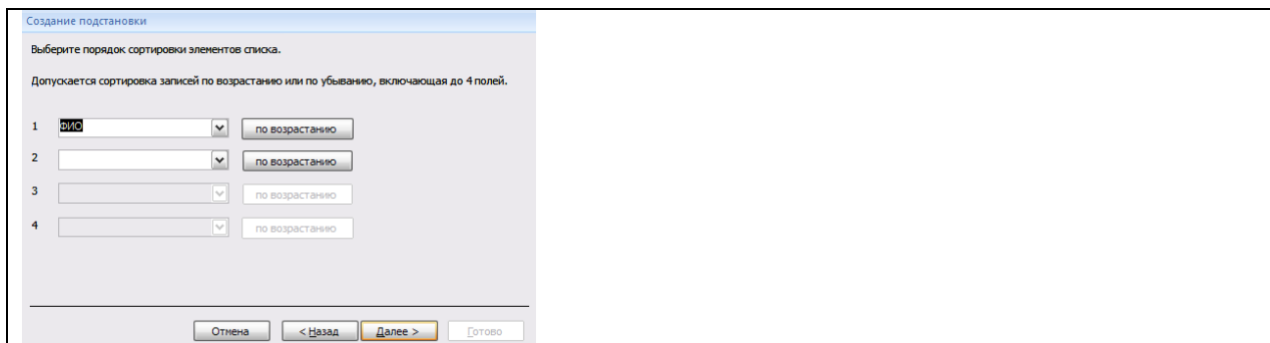 Создание подстановки
Выберите порядок сортировки элементов списка.
Допускается сортировка записей по возрастанию или по убыванию, включающая до 4 полей.
1 ФИО по возрастанию
2 по возрастанию
3 по возрастанию
4 по возрастанию
Отмена < Назад Далее > Готово